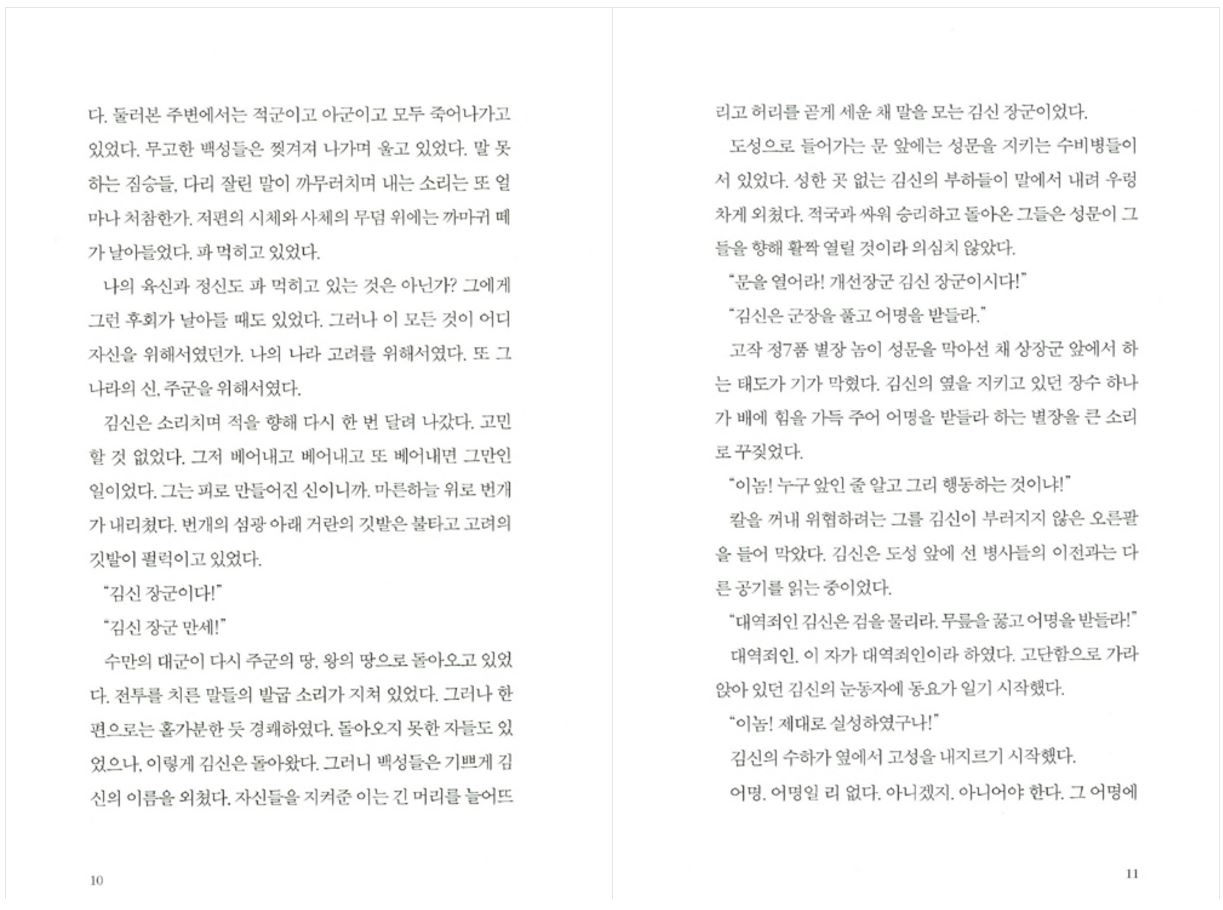 다. 둘러본 주변에서는 적군이고 아군이고 모두 죽어나가고
있었다. 무고한 백성들은 찢겨져 나가며 울고 있었다. 말 못
하는 짐승들, 다리 잘린 말이 까무러치며 내는 소리는 또 얼
마나 처참한가. 저편의 시체와 사체의 무덤 위에는 까마귀 떼
가 날아들었다. 파 먹히고 있었다.
나의 육신과 정신도 파 먹히고 있는 것은 아닌가? 그에게
그런 후회가 날아들 때도 있었다. 그러나 이 모든 것이 어디
자신을 위해서였던가. 나의 나라 고려를 위해서였다. 또 그
나라의 신, 주군을 위해서였다.
김신은 소리치며 적을 향해 다시 한 번 달려 나갔다. 고민
할 것 없었다. 그저 베어내고 베어내고 또 베어내면 그만인
일이었다. 그는 피로 만들어진 신이니까. 마른하늘 위로 번개
가 내리쳤다. 번개의 섬광 아래 거란의 깃발은 불타고 고려의
깃발이 펄럭이고 있었다.
“김신 장군이다!”
“김신 장군 만세!”
수만의 대군이 다시 주군의 땅, 왕의 땅으로 돌아오고 있었
다. 전투를 치른 말들의 발굽 소리가 지쳐 있었다. 그러나 한
편으로는 홀가분한 듯 경쾌하였다. 돌아오지 못한 자들도 있
었으나, 이렇게 김신은 돌아왔다. 그러니 백성들은 기쁘게 김
신의 이름을 외쳤다. 자신들을 지켜준 이는 긴 머리를 늘어뜨
10
리고 허리를 곧게 세운 채 말을 모는 김신 장군이었다.
도성으로 들어가는 문 앞에는 성문을 지키는 수비병들이
서 있었다. 성한 곳 없는 김신의 부하들이 말에서 내려 우렁
차게 외쳤다. 적국과 싸워 승리하고 돌아온 그들은 성문이 그
들을 향해 활짝 열릴 것이라 의심치 않았다.
“문을 열어라! 개선장군 김신 장군이시다!”
“김신은 군장을 풀고 어명을 받들라.”
고작 정7품 별장 놈이 성문을 막아선 채 상장군 앞에서 하
는 태도가 기가 막혔다. 김신의 옆을 지키고 있던 장수 하나
가 배에 힘을 가득 주어 어명을 받들라 하는 별장을 큰 소리
로 꾸짖었다.
“이놈! 누구 앞인 줄 알고 그리 행동하는 것이냐!”
칼을 꺼내 위협하려는 그를 김신이 부러지지 않은 오른팔
을 들어 막았다. 김신은 도성 앞에 선 병사들의 이전과는 다
른 공기를 읽는 중이었다.
“대역죄인 김신은 검을 물리라. 무릎을 꿇고 어명을 받들라!”
대역죄인. 이 자가 대역죄인이라 하였다. 고단함으로 가라
앉아 있던 김신의 눈동자에 동요가 일기 시작했다.
“이놈! 제대로 실성하였구나!”
김신의 수하가 옆에서 고성을 내지르기 시작했다.
어명. 어명일 리 없다. 아니겠지. 아니어야 한다. 그 어명에
11